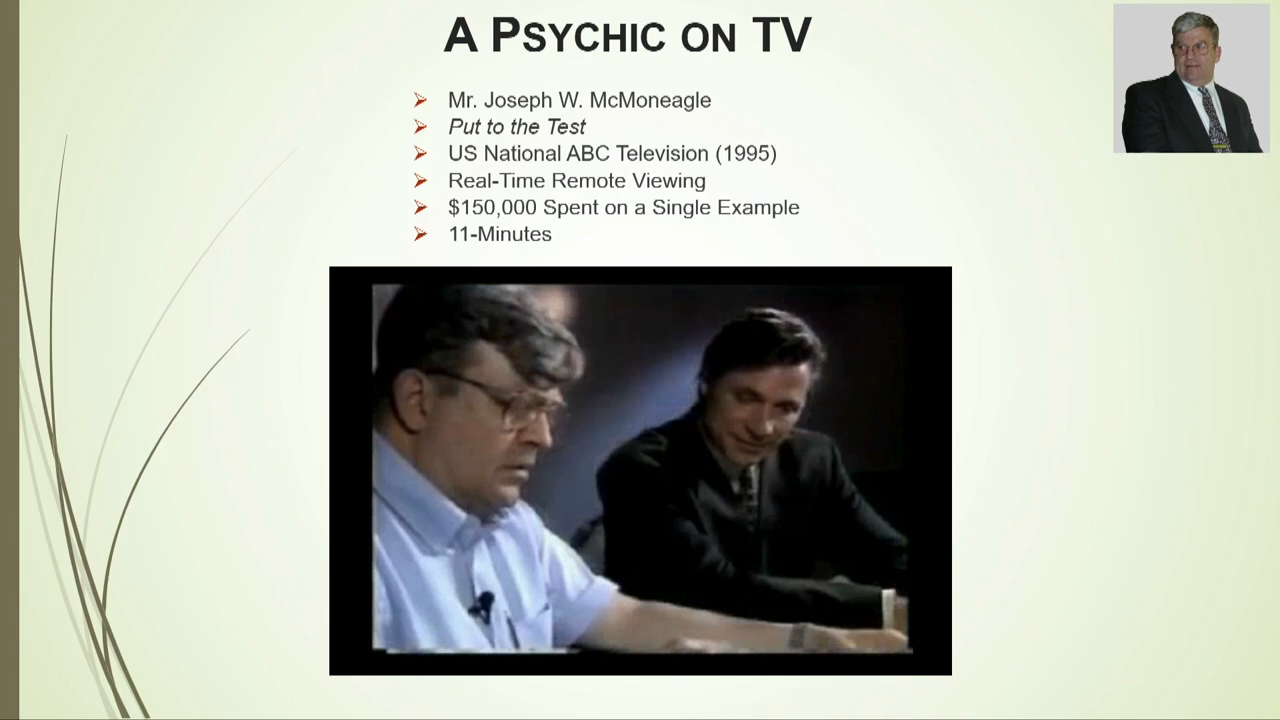 A PSYCHIC ON TV
Mr. Joseph W. McMoneagle
Put to the Test
US National ABC Television (1995)
Real-Time Remote Viewing
$150,000 Spent on a Single Example
11-Minutes